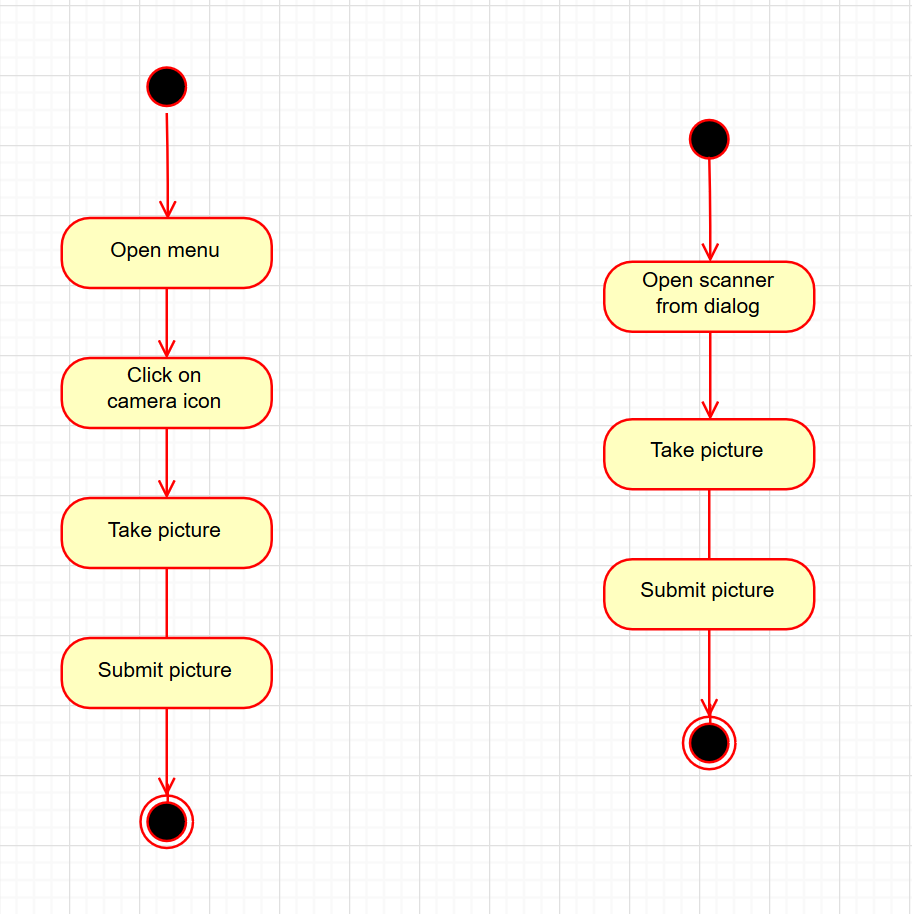 Open menu
Click on
camera icon
Take picture
Submit picture
Open scanner
from dialog
Take picture
Submit picture